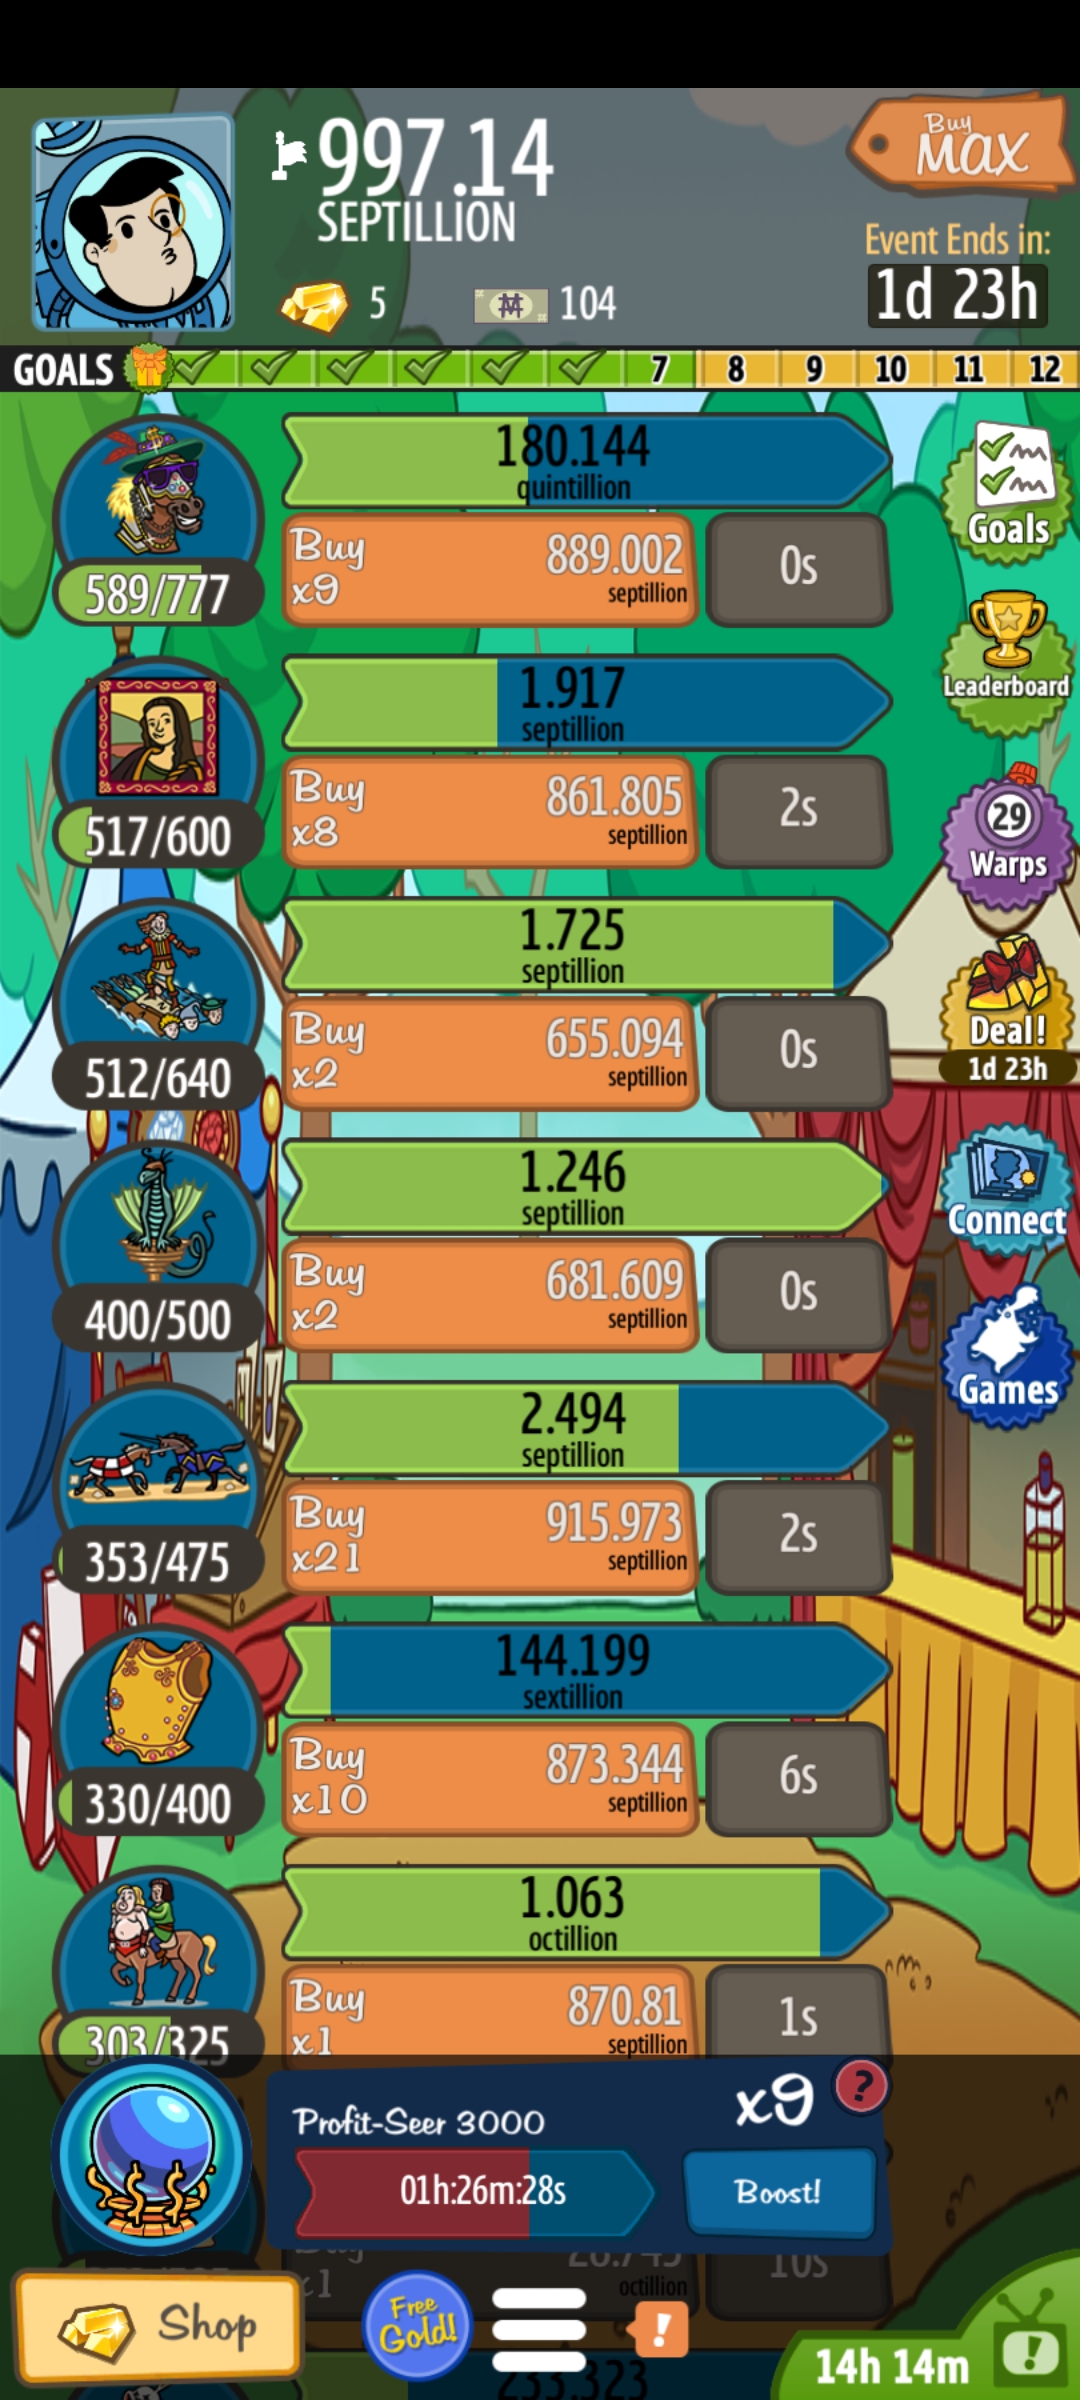 997.14
SEPTILLION
5
104
Buy
MAX
Event Ends in:
1d 23h
GOALS 7 8 9 10 11 12
180.144
quintillion
Buy
x9
889.002
septillion
0s
589/777
Goals
1.917
septillion
Buy
x8
861.805
septillion
2s
517/600
Leaderboard
29
Warps
1.725
septillion
Buy
x2
655.094
septillion
0s
512/640
Deal!
1d 23h
1.246
septillion
Buy
x2
681.609
septillion
0s
400/500
Connect
Games
2.494
septillion
Buy
x21
915.973
septillion
2s
353/475
144.199
sextillion
Buy
x10
873.344
septillion
6s
330/400
1.063
octillion
Buy
x1
870.81
septillion
1s
303/325
Profit-Seer 3000
x9
?
01h:26m:28s
Boost!
Buy
x1
octillion
10s
Shop
Free
Gold!
!
14h 14m
!
233.323